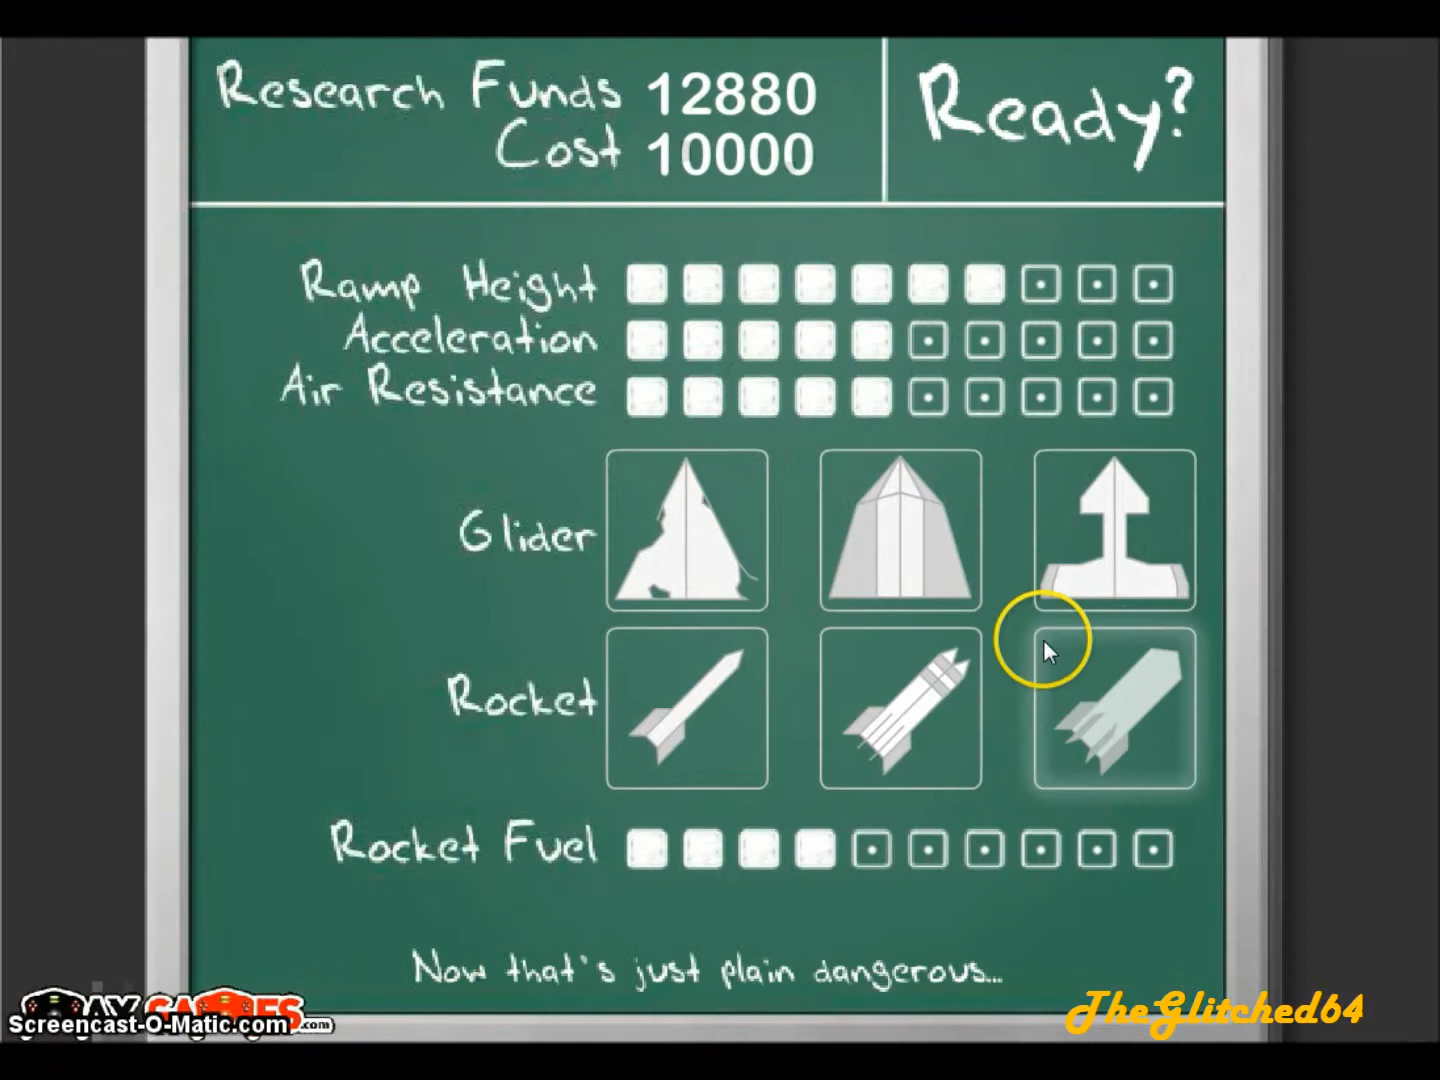 Research Funds 12880
Cost 10000
Ready?
Ramp Height
Acceleration
Air Resistance
Glider
Rocket
Rocket Fuel
Now that's just plain dangerous...
Screencast-O-Matic.com
.com
TheGlitched64